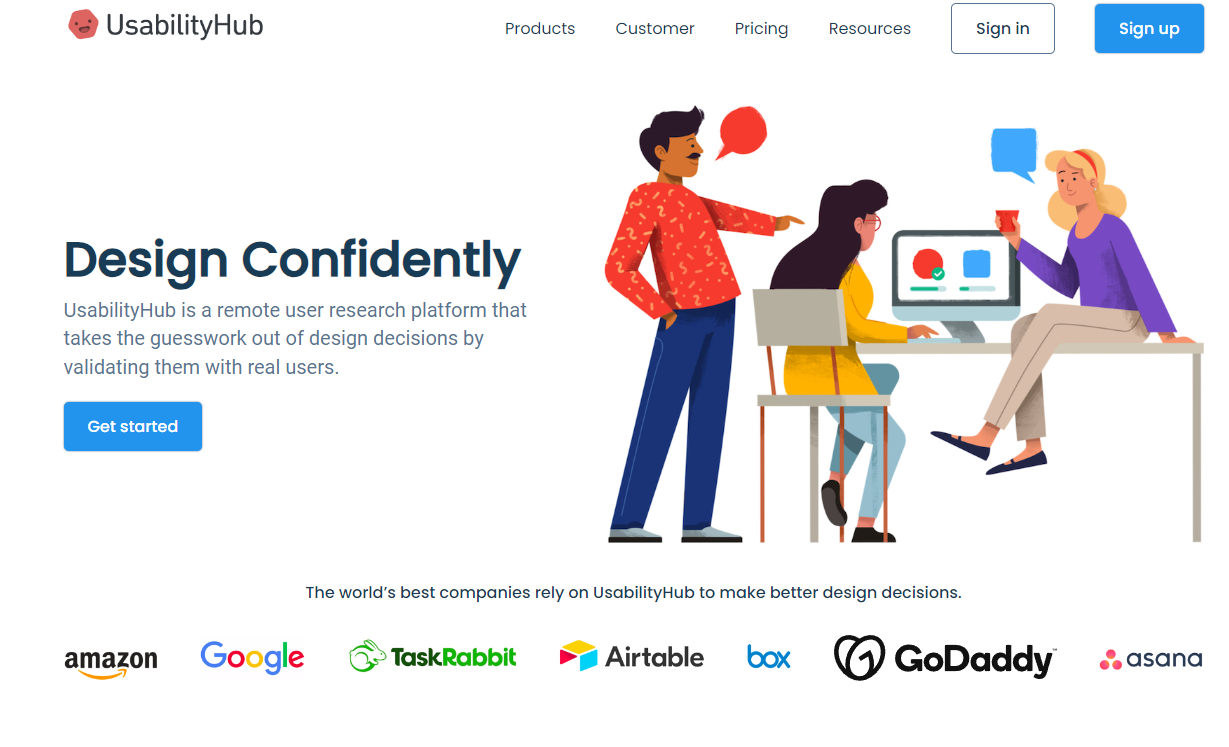 UsabilityHub
Products Customer Pricing Resources Sign in Sign up
Design Confidently
UsabilityHub is a remote user research platform that
takes the guesswork out of design decisions by
validating them with real users.
Get started
The world’s best companies rely on UsabilityHub to make better design decisions.
amazon Google TaskRabbit Airtable box GoDaddy™ asana